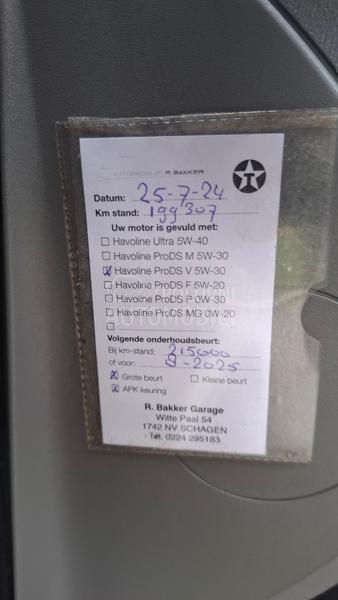 AUTOBEDRIJF R BAKKER
T
Datum: 25-7-24
Km stand: 199307
Uw motor is gevuld met:
Havoline Ultra 5W-40
Havoline ProDS M 5W-30
X Havoline ProDS V 5W-30
Havoline ProDS F 5W-20
Havoline ProDS P 0W-30
Havoline ProDS MG 0W-20
AUTOMOBIEL
Volgende onderhoudsbeurt:
Bij km-stand: 215000
of voor: 8-2025
X Grote beurt Kleine beurt
X APK keuring
R. Bakker Garage
Witte Paal 54
1742 NV SCHAGEN
Tel. 0224 295183